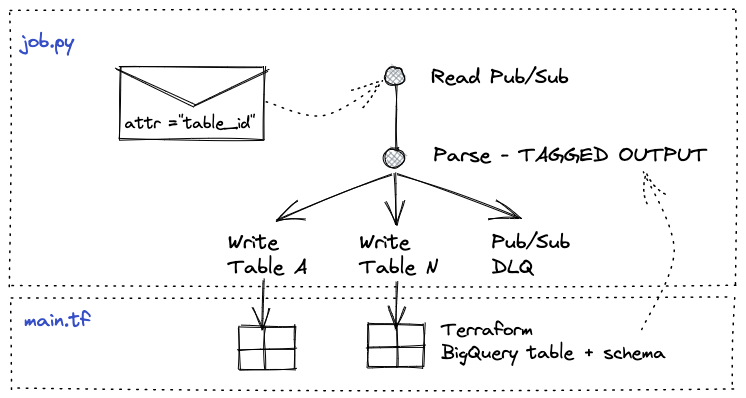 job.py
attr ="table_id"
Read Pub/Sub
Parse - TAGGED OUTPUT
Write
Table A
Write
Table N
Pub/Sub
DLQ
main.tf
Terraform
BigQuery table + schema